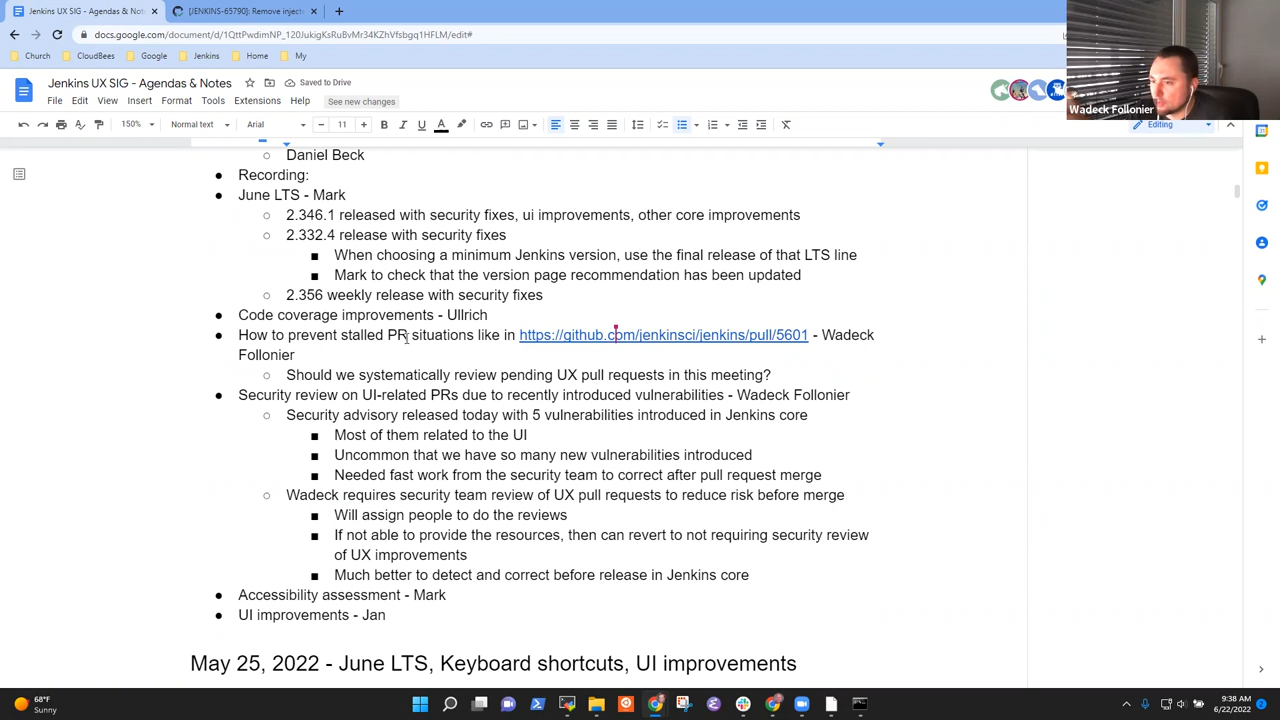 Jenkins UX SIG - Agendas & Notes
[JENKINS-65790]: Remove inject
docs.google.com/document/d/1QttPwdimNP_120JukigKsRuBvMr34KZhVrsbgq1HFLM/edit#
Church
CloudBees
Google
Jenkins
Home
My
Jenkins UX SIG - Agendas & Notes
Saved to Drive
File Edit View Insert Format Tools Extensions Help
See new changes
150%
Normal text
Arial
11
Editing
Wadeck Follonier
Daniel Beck
Recording:
June LTS - Mark
2.346.1 released with security fixes, ui improvements, other core improvements
2.332.4 release with security fixes
When choosing a minimum Jenkins version, use the final release of that LTS line
Mark to check that the version page recommendation has been updated
2.356 weekly release with security fixes
Code coverage improvements - Ullrich
How to prevent stalled PR situations like in https://github.com/jenkinsci/jenkins/pull/5601 - Wadeck
Follonier
Should we systematically review pending UX pull requests in this meeting?
Security review on UI-related PRs due to recently introduced vulnerabilities - Wadeck Follonier
Security advisory released today with 5 vulnerabilities introduced in Jenkins core
Most of them related to the UI
Uncommon that we have so many new vulnerabilities introduced
Needed fast work from the security team to correct after pull request merge
Wadeck requires security team review of UX pull requests to reduce risk before merge
Will assign people to do the reviews
If not able to provide the resources, then can revert to not requiring security review
of UX improvements
Much better to detect and correct before release in Jenkins core
Accessibility assessment - Mark
UI improvements - Jan
May 25, 2022 - June LTS, Keyboard shortcuts, UI improvements
68°F
Sunny
9:38 AM
6/22/2022